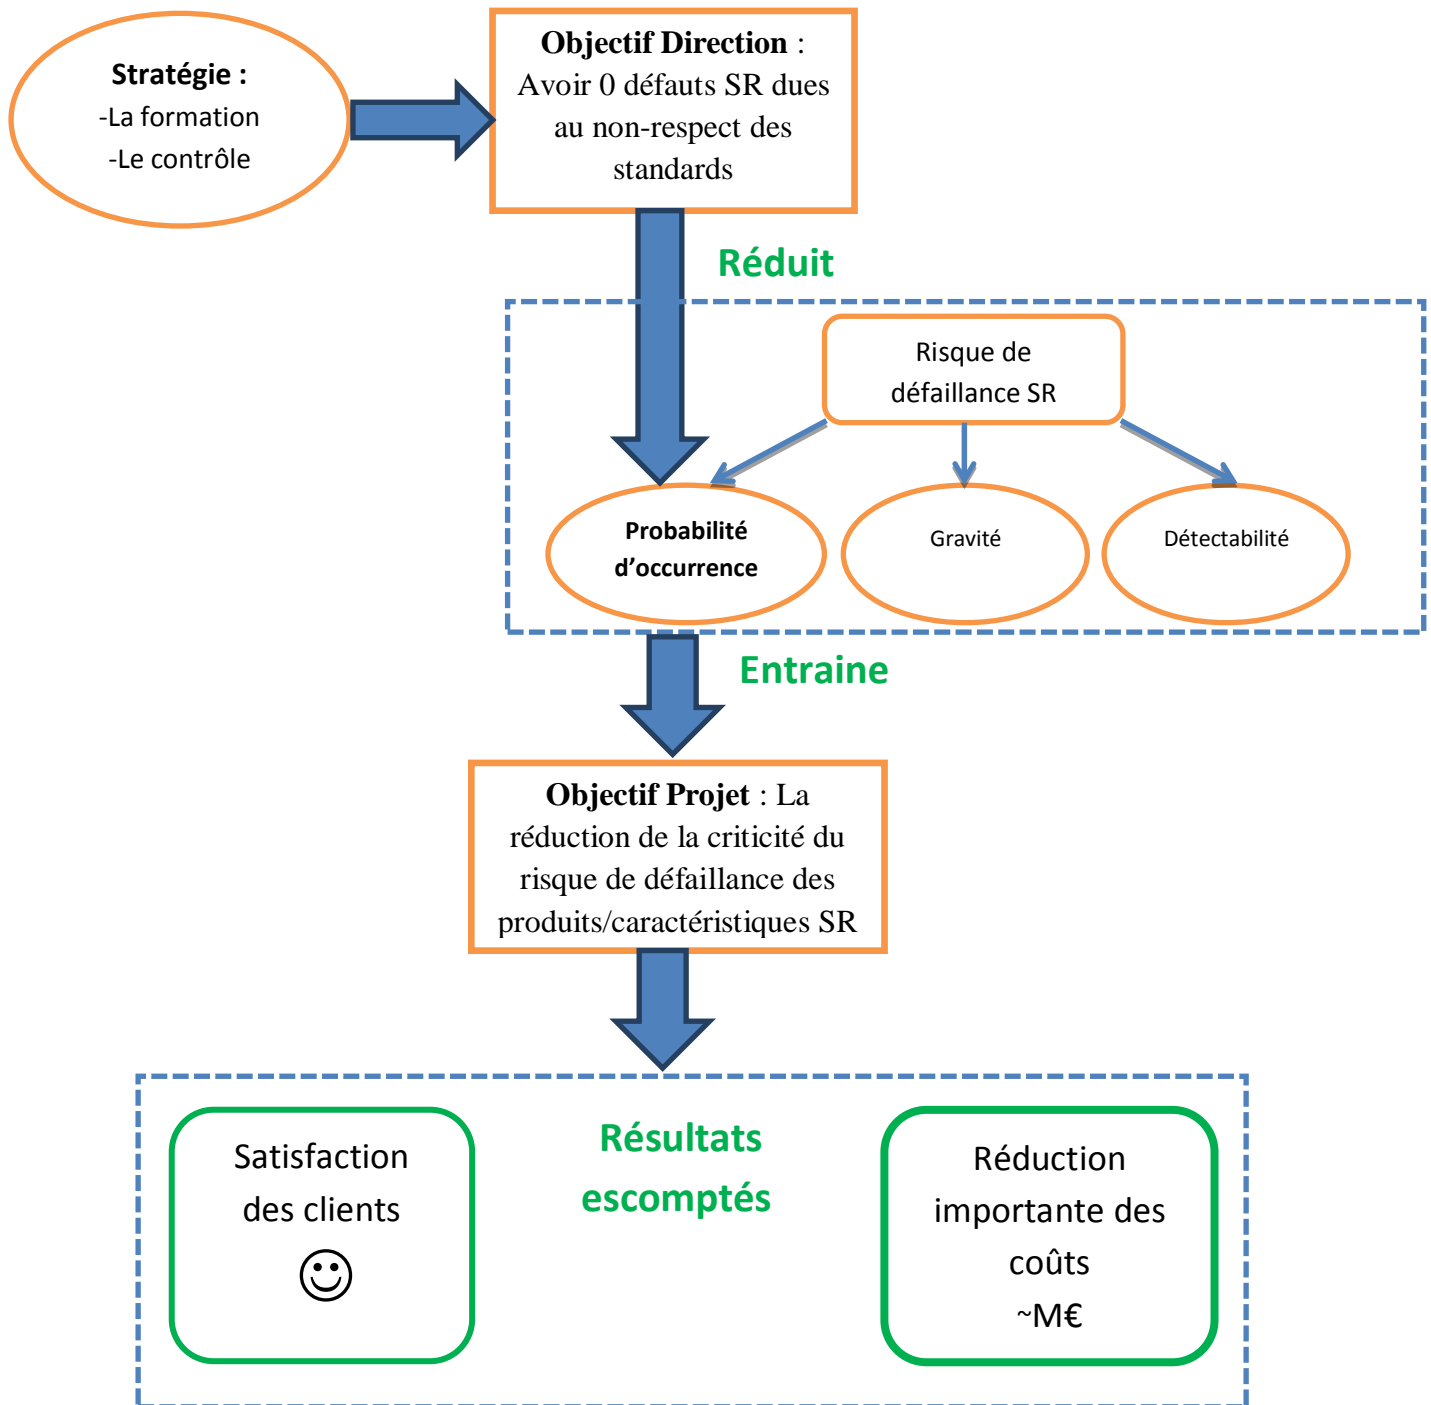 Stratégie :
-La formation
-Le contrôle
Objectif Direction :
Avoir 0 défauts SR dues
au non-respect des
standards
Réduit
Risque de
défaillance SR
Probabilité
d’occurrence
Gravité
Détectabilité
Entraine
Objectif Projet : La
réduction de la criticité du
risque de défaillance des
produits/caractéristiques SR
Satisfaction
des clients
Résultats
escomptés
Réduction
importante des
coûts
~M€